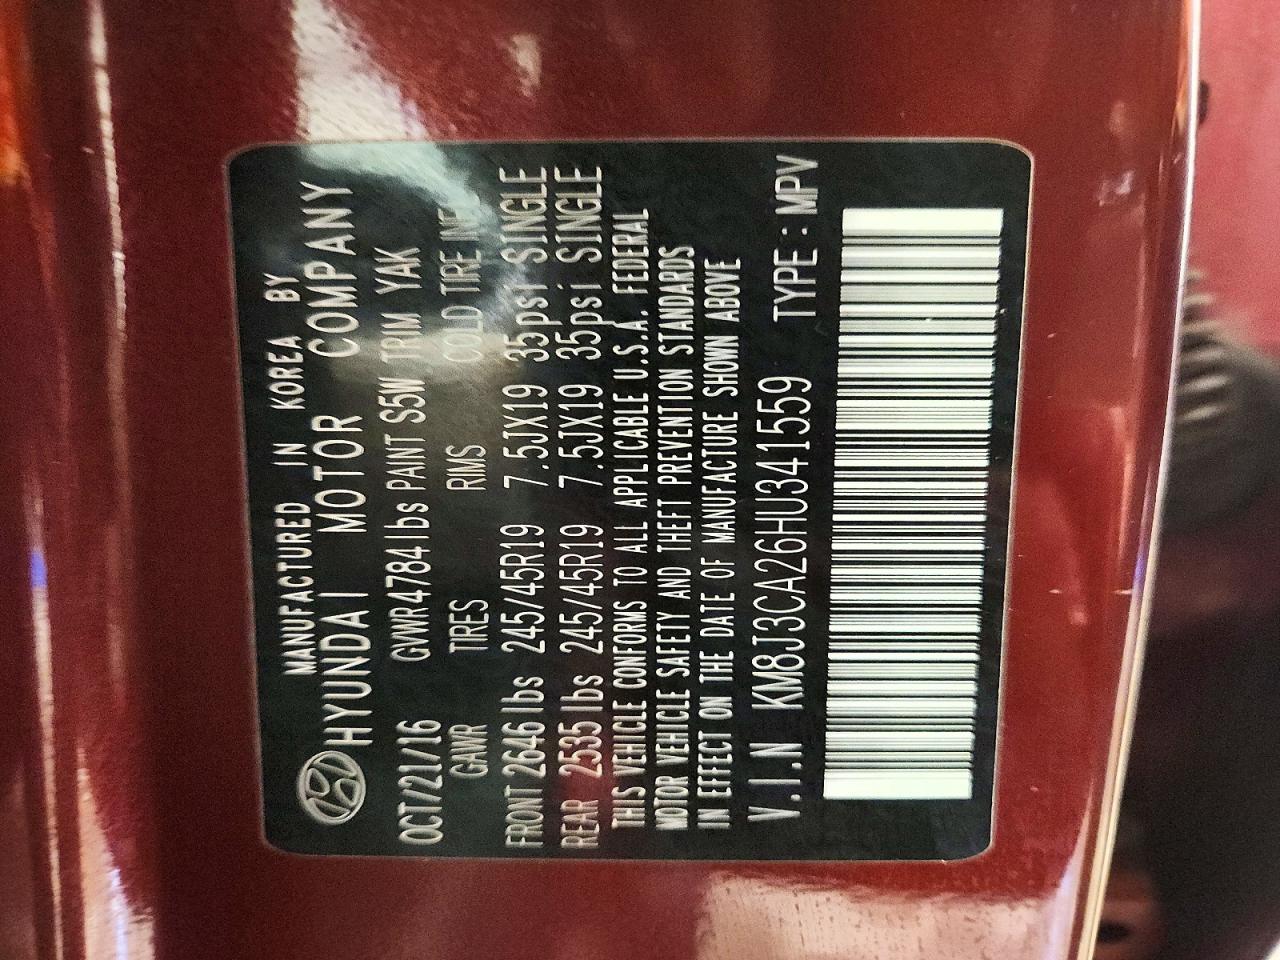 MANUFACTURED IN KOREA BY
HYUNDAI MOTOR COMPANY
OCT/21/16 GVWR4784lbs PAINT S5W TRIM YAK
GAWR TIRES RIMS COLD TIRE INF
FRONT 2646 lbs 245/45R19 7.5JX19 35psi SINGLE
REAR 2535 lbs 245/45R19 7.5JX19 35psi SINGLE
THIS VEHICLE CONFORMS TO ALL APPLICABLE U.S.A. FEDERAL
MOTOR VEHICLE SAFETY AND THEFT PREVENTION STANDARDS
IN EFFECT ON THE DATE OF MANUFACTURE SHOWN ABOVE
V.I.N KM8J3CA26HU341559 TYPE : MPV